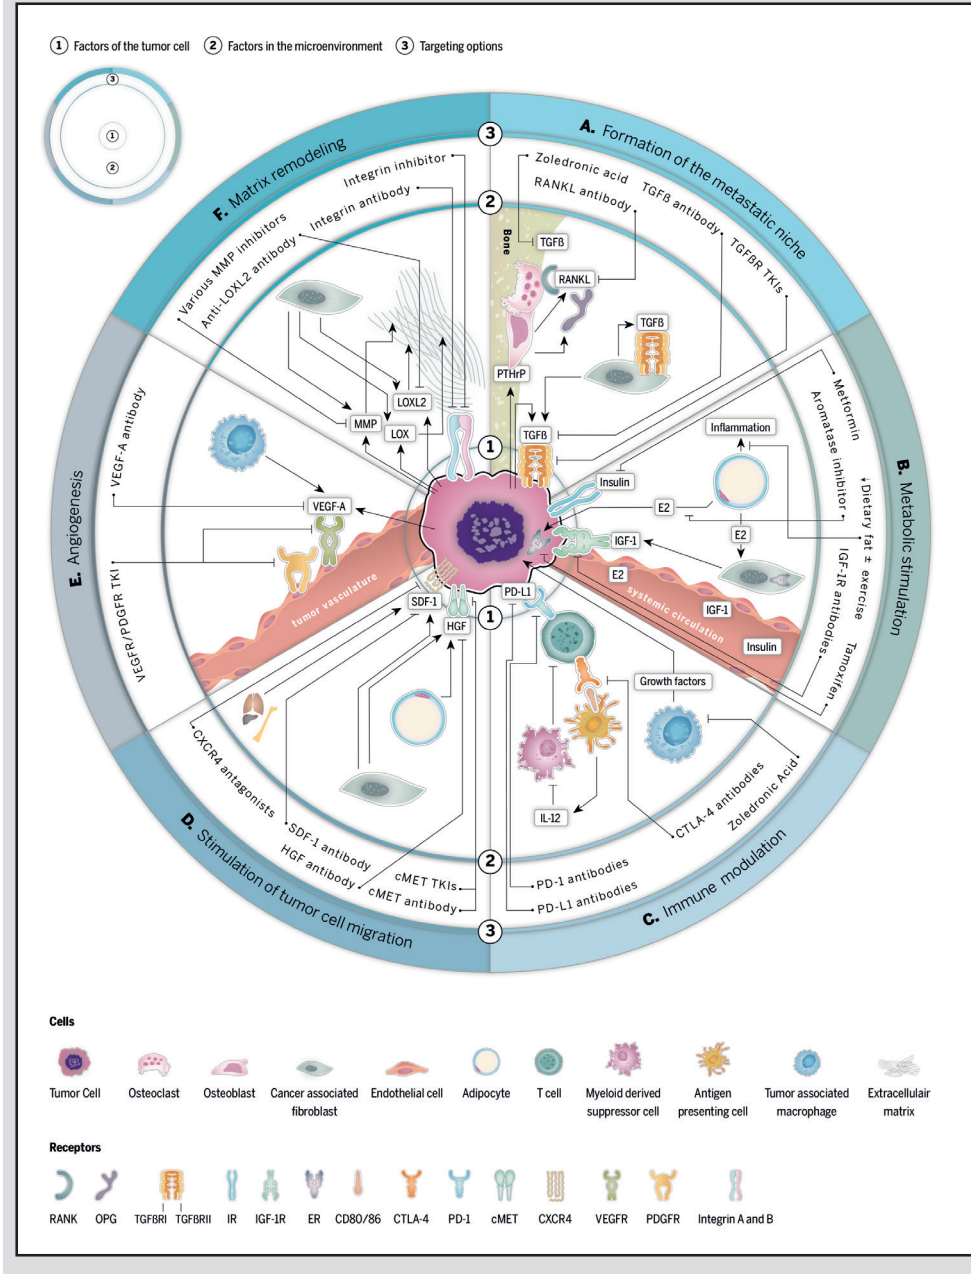 1 Factors of the tumor cell 2 Factors in the microenvironment 3 Targeting options
3
1
2
3
2
1
1
2
3
A. Formation of the metastatic niche
Zoledronic acid
RANKL antibody
TGFß antibody
TGFßR TKIs
Bone
TGFß
RANKL
TGFß
PTHrP
TGFß
B. Metabolic stimulation
Metformin
Aromatase inhibitor
↓Dietary fat ± exercise
IGF-1R antibodies
Tamoxifen
Inflammation
Insulin
E2
E2
IGF-1
E2
systemic circulation
IGF-1
Insulin
C. Immune modulation
PD-L1
Growth factors
IL-12
CTLA-4 antibodies
Zoledronic Acid
PD-1 antibodies
PD-L1 antibodies
D. Stimulation of tumor cell migration
SDF-1
HGF
CXCR4 antagonists
SDF-1 antibody
HGF antibody
cMET TKIs
cMET antibody
E. Angiogenesis
VEGF-A antibody
VEGFR/PDGFR TKI
VEGF-A
tumor vasculature
F. Matrix remodeling
Integrin inhibitor
Integrin antibody
Various MMP inhibitors
Anti-LOXL2 antibody
LOXL2
MMP
LOX
Cells
Tumor Cell
Osteoclast
Osteoblast
Cancer associated
fibroblast
Endothelial cell
Adipocyte
T cell
Myeloid derived
suppressor cell
Antigen
presenting cell
Tumor associated
macrophage
Extracellulair
matrix
Receptors
RANK
OPG
TGFßRI
TGFßRII
IR
IGF-1R
ER
CD80/86
CTLA-4
PD-1
cMET
CXCR4
VEGFR
PDGFR
Integrin A and B